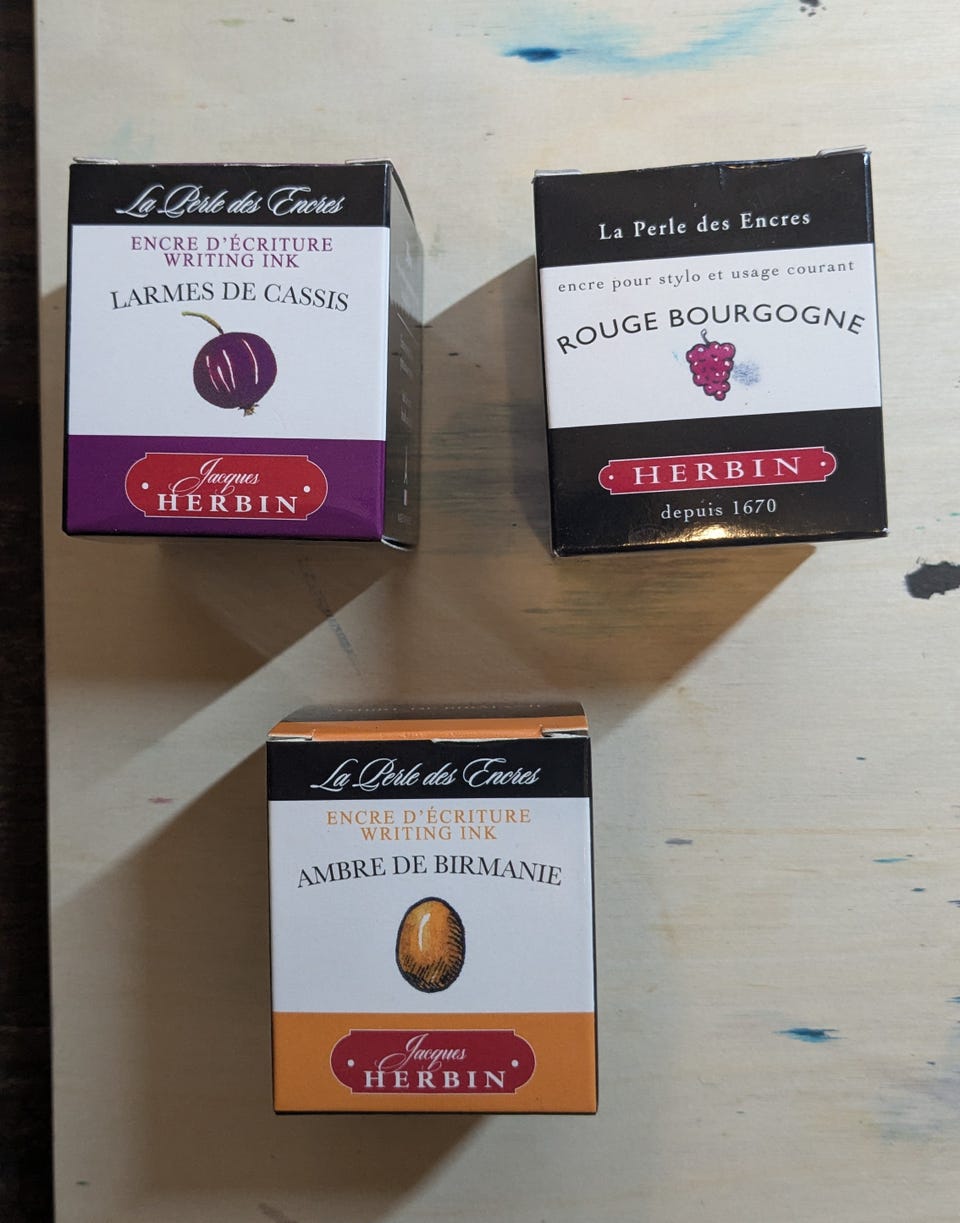 La Perle des Encres
ENCRE D'ÉCRITURE
WRITING INK
LARMES DE CASSIS
Jacques
HERBIN
La Perle des Encres
encre pour stylo et usage courant
ROUGE BOURGOGNE
HERBIN
depuis 1670
La Perle des Encres
ENCRE D'ÉCRITURE
WRITING INK
AMBRE DE BIRMANIE
Jacques
HERBIN